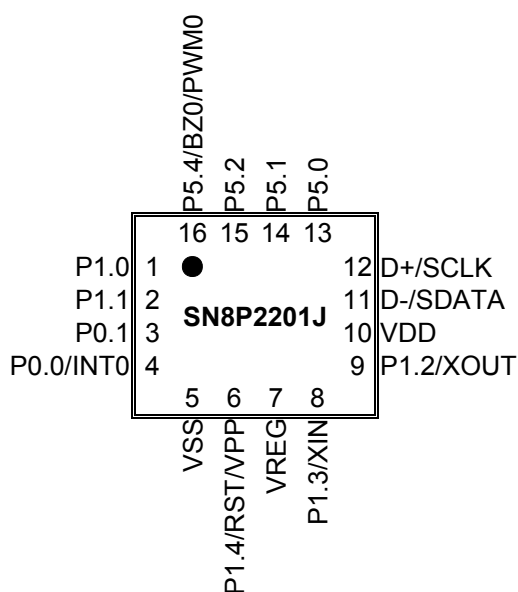 P5.4/BZ0/PWM0
P5.2
P5.1
P5.0
16 15 14 13
P1.0 1
12 D+/SCLK
P1.1 2
11 D-/SDATA
SN8P2201J
P0.1 3
10 VDD
P0.0/INT0 4
9 P1.2/XOUT
5 6 7 8
VSS
P1.4/RST/VPP
VREG
P1.3/XIN